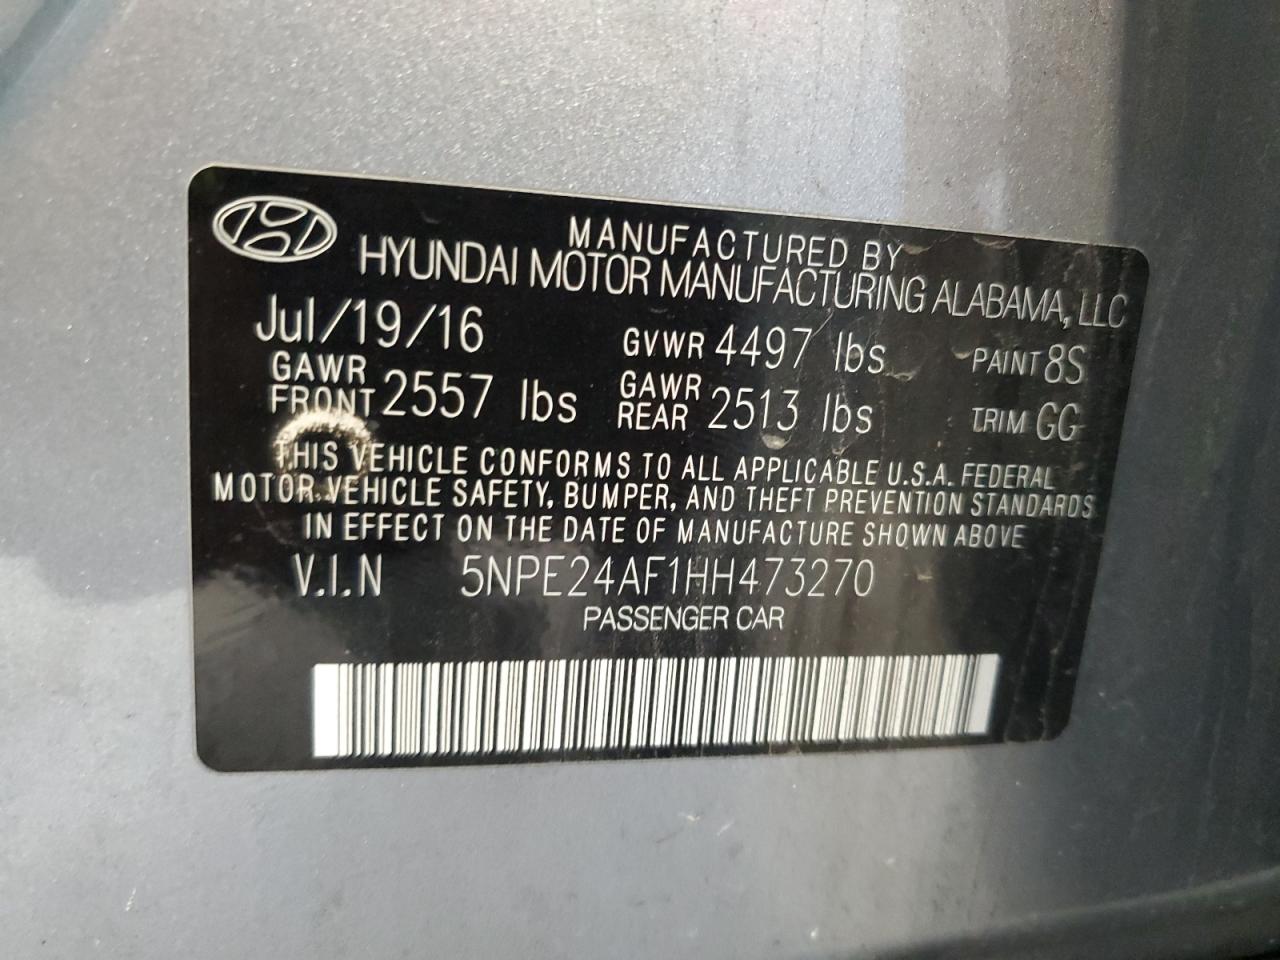 MANUFACTURED BY
HYUNDAI MOTOR MANUFACTURING ALABAMA, LLC
Jul/19/16 GVWR 4497 lbs PAINT 8S
GAWR FRONT 2557 lbs GAWR REAR 2513 lbs TRIM GG
THIS VEHICLE CONFORMS TO ALL APPLICABLE U.S.A. FEDERAL
MOTOR VEHICLE SAFETY, BUMPER, AND THEFT PREVENTION STANDARDS
IN EFFECT ON THE DATE OF MANUFACTURE SHOWN ABOVE
V.I.N 5NPE24AF1HH473270
PASSENGER CAR